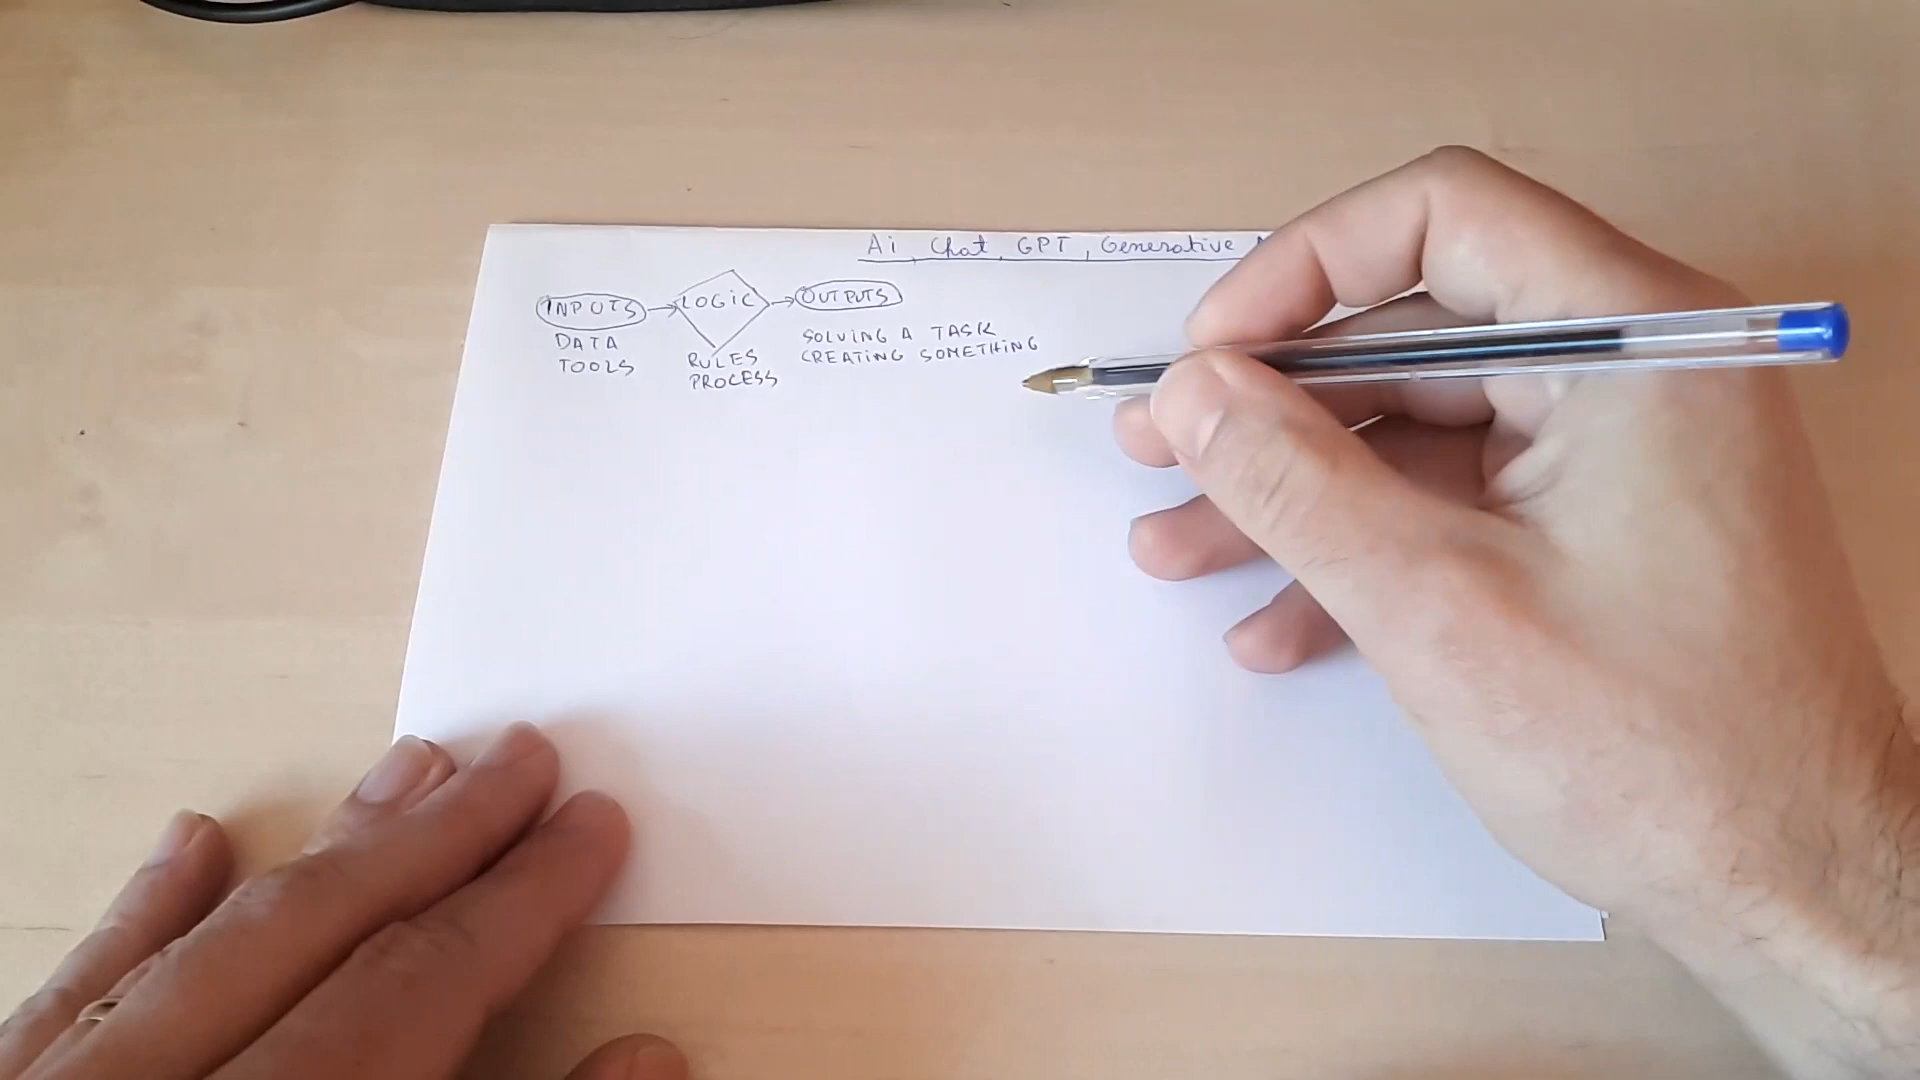 Ai, Chat GPT, Generative
INPUTS → LOGiC → OUTPUTS
DATA
TOOLS
RULES
PROCESS
SOLViNG A TASK
CREATiNG SOMETHiNG